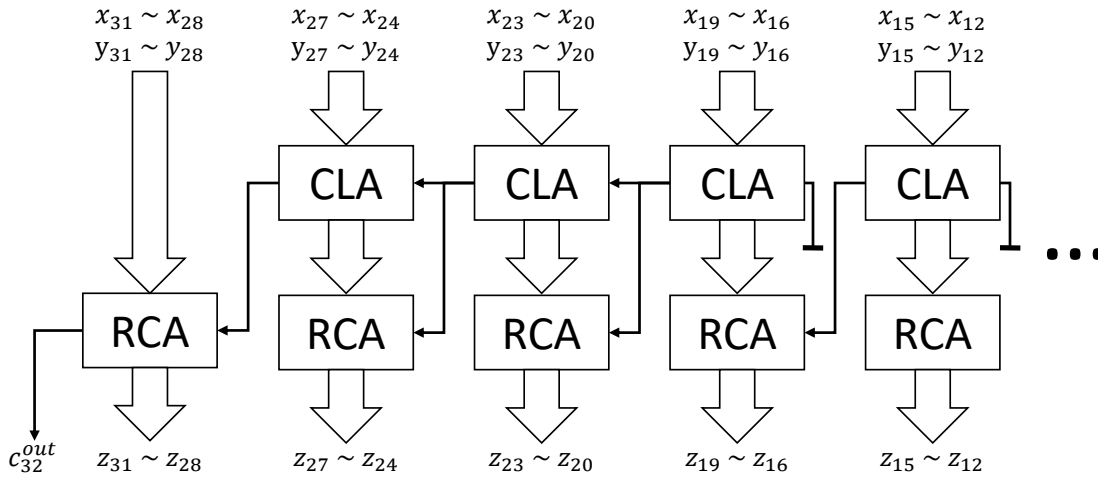 x₃₁ ~ x₂₈ x₂₇ ~ x₂₄ x₂₃ ~ x₂₀ x₁₉ ~ x₁₆ x₁₅ ~ x₁₂
y₃₁ ~ y₂₈ y₂₇ ~ y₂₄ y₂₃ ~ y₂₀ y₁₉ ~ y₁₆ y₁₅ ~ y₁₂
CLA CLA CLA CLA
RCA RCA RCA RCA RCA
c₃₂ᵒᵘᵗ z₃₁ ~ z₂₈ z₂₇ ~ z₂₄ z₂₃ ~ z₂₀ z₁₉ ~ z₁₆ z₁₅ ~ z₁₂